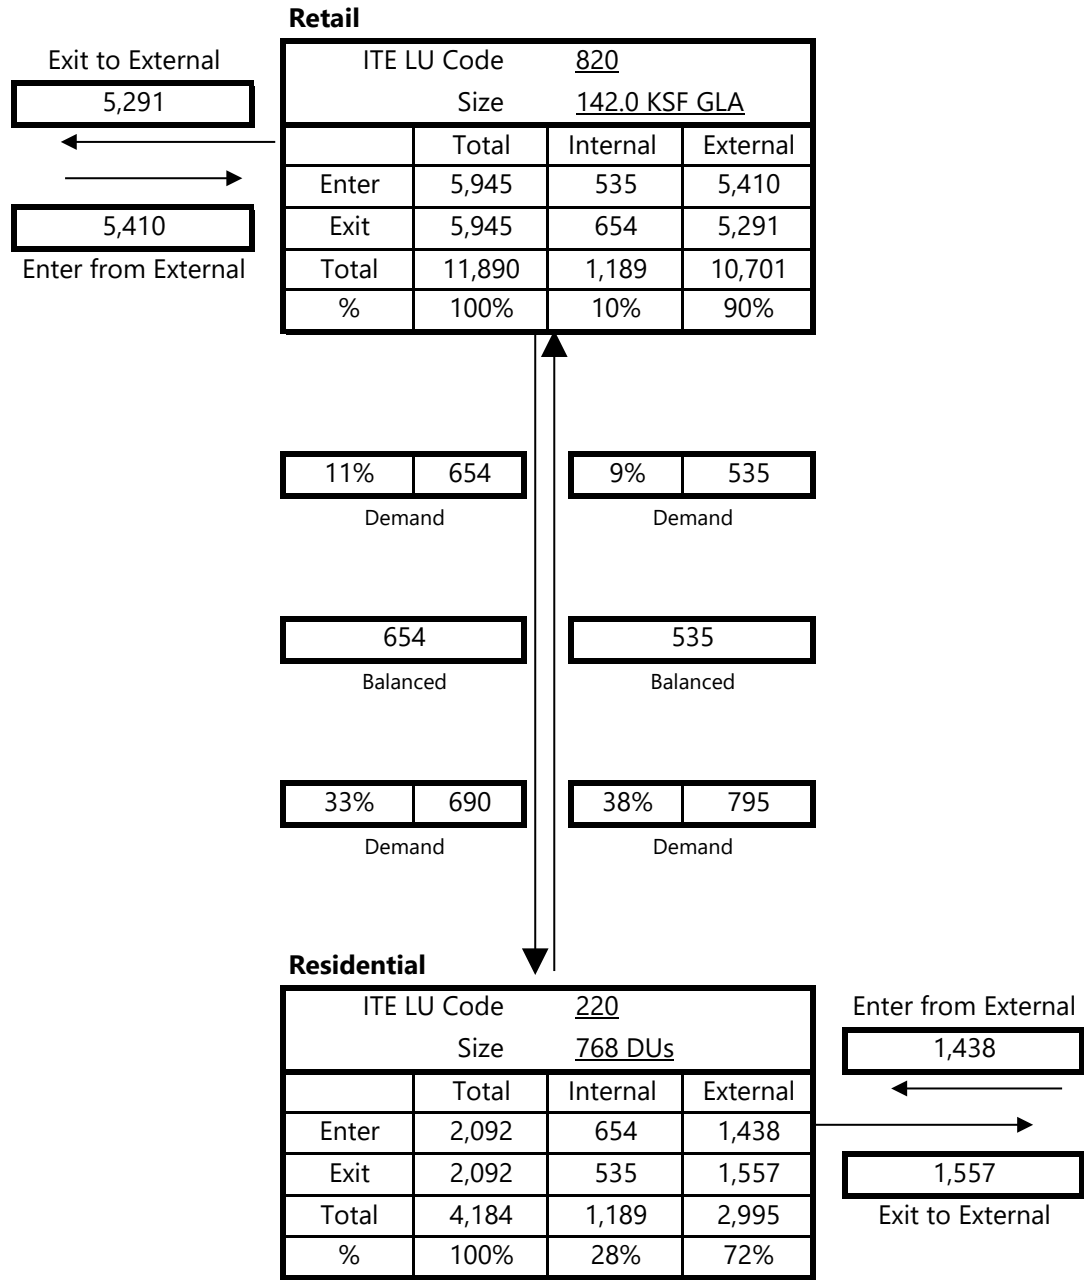 Retail
Exit to External
5,291
5,410
Enter from External
ITE LU Code 820
Size 142.0 KSF GLA
Total Internal External
Enter 5,945 535 5,410
Exit 5,945 654 5,291
Total 11,890 1,189 10,701
% 100% 10% 90%
11% 654 9% 535
Demand Demand
654 535
Balanced Balanced
33% 690 38% 795
Demand Demand
Residential
ITE LU Code 220
Size 768 DUs
Total Internal External
Enter 2,092 654 1,438
Exit 2,092 535 1,557
Total 4,184 1,189 2,995
% 100% 28% 72%
Enter from External
1,438
1,557
Exit to External